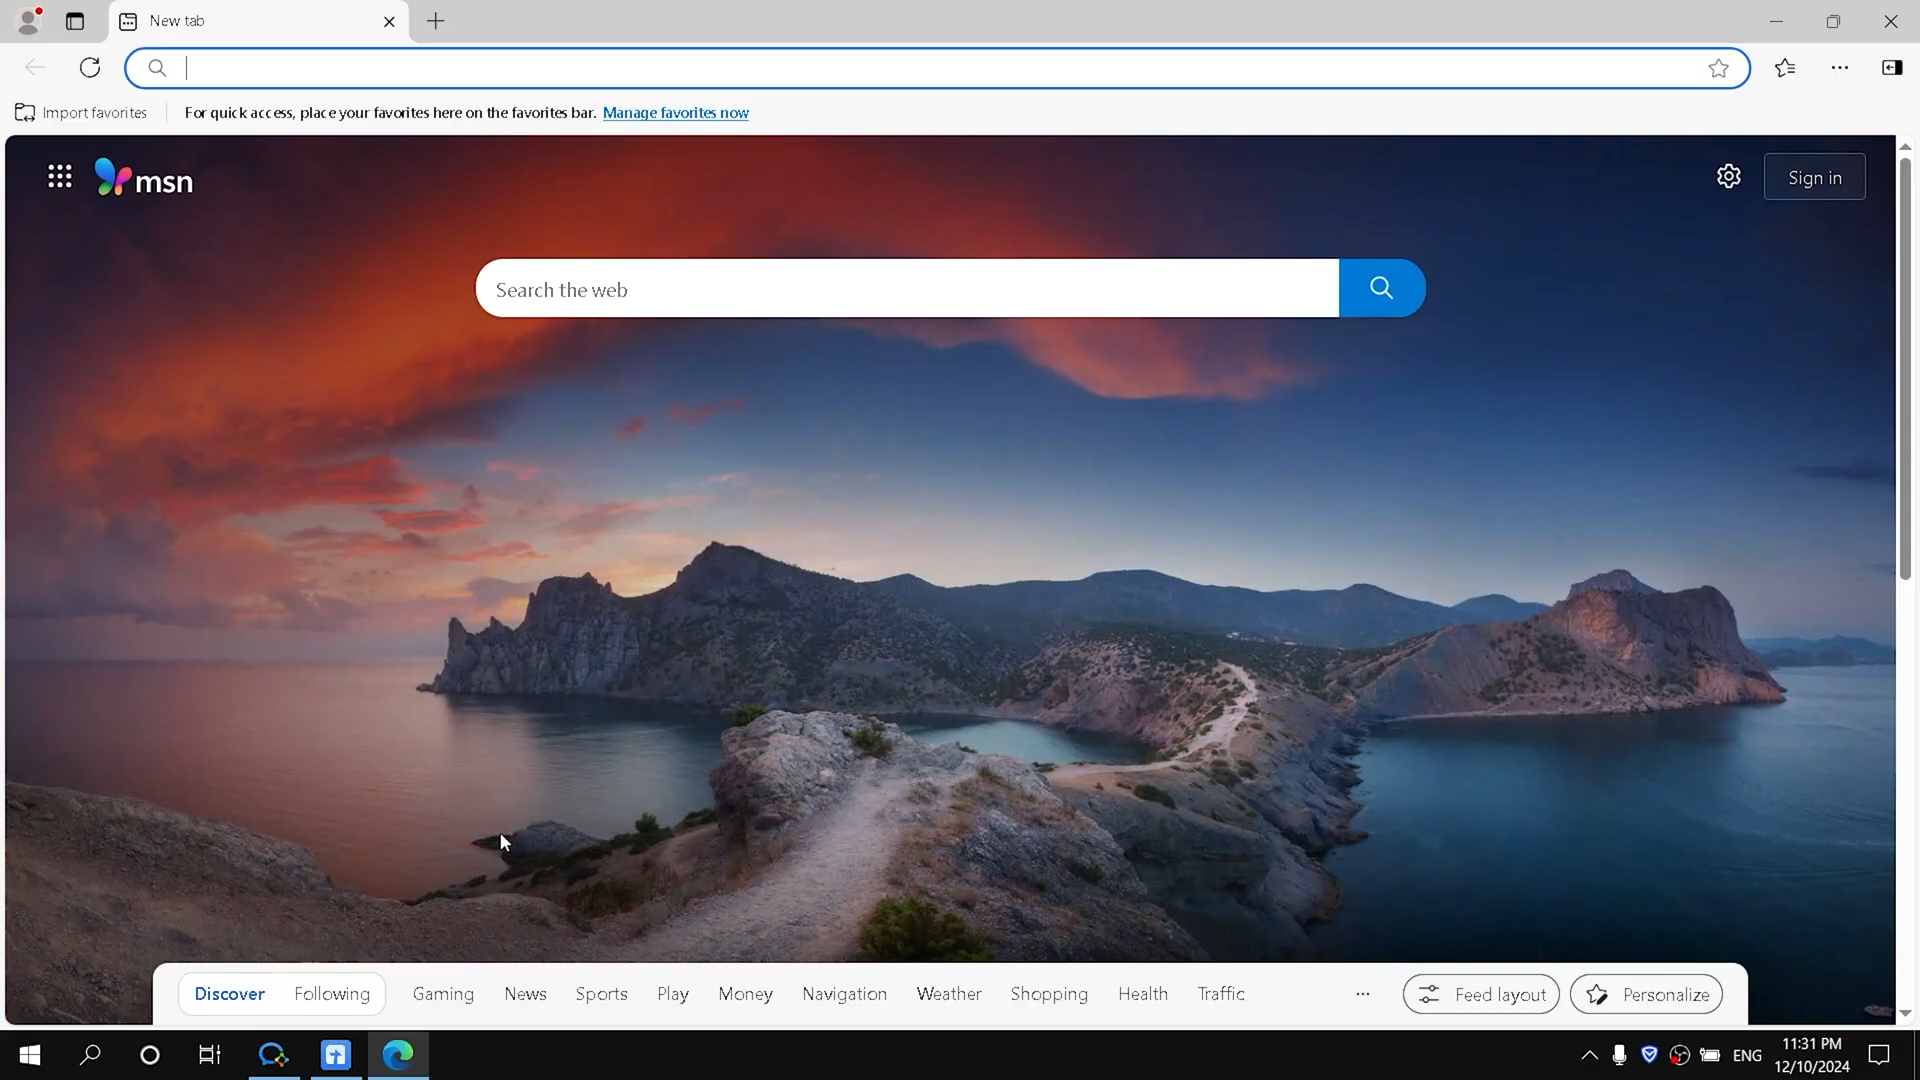 New tab
Import favorites
For quick access, place your favorites here on the favorites bar. Manage favorites now
msn
Sign in
Search the web
Discover Following Gaming News Sports Play Money Navigation Weather Shopping Health Traffic ... Feed layout Personalize
ENG
11:31 PM
12/10/2024